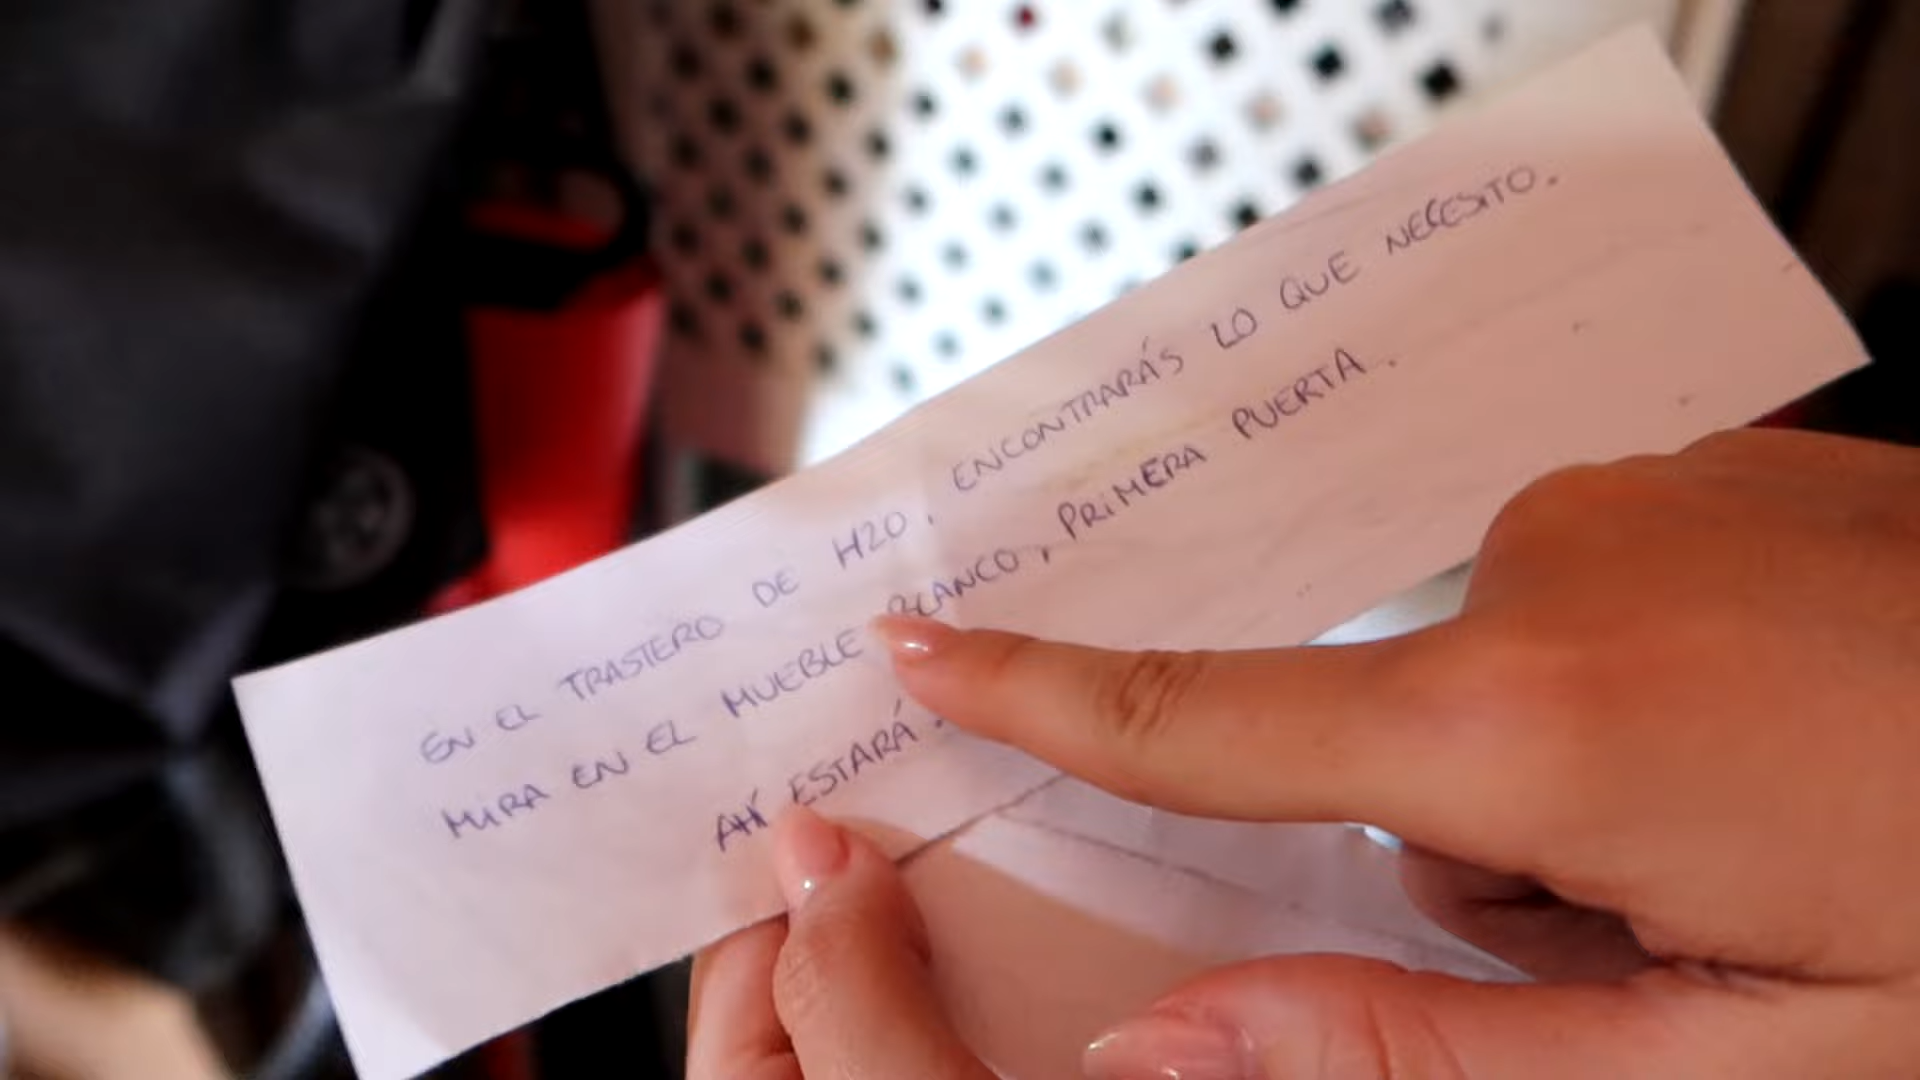 EN EL TRASTERO DE H2O, ENCONTRARÁS LO QUE NECESITO.
MIRA EN EL MUEBLE BLANCO, PRIMERA PUERTA.
AHÍ ESTARÁ.